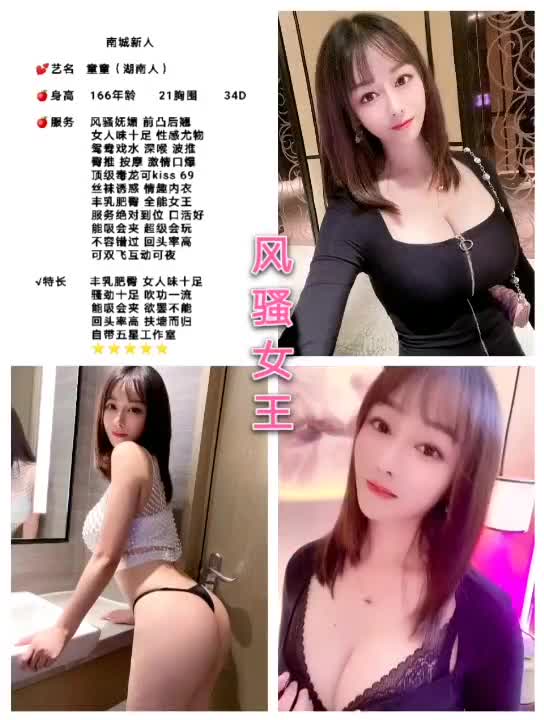 南城新人
💕艺名 童童（湖南人）
🍎身高 166年龄 21胸围 34D
🍎服务 风骚妩媚 前凸后翘
女人味十足 性感尤物
鸳鸯戏水 深喉 波推
臀推 按摩 激情口爆
顶级毒龙可kiss 69
丝袜诱惑 情趣内衣
丰乳肥臀 全能女王
服务绝对到位 口活好
能吸会夹 超级会玩
不容错过 回头率高
可双飞互动可夜
√特长 丰乳肥臀 女人味十足
骚劲十足 吹功一流
能吸会夹 欲罢不能
回头率高 扶墙而归
自带五星工作室
⭐⭐⭐⭐⭐
风骚女王